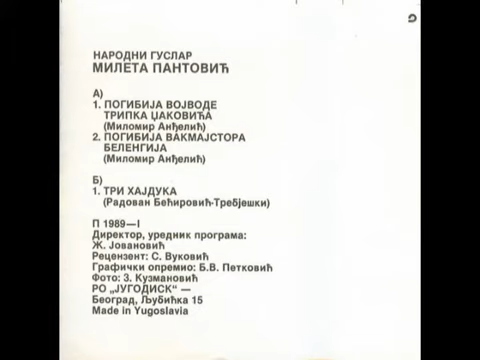 НАРОДНИ ГУСЛАР
МИЛЕТА ПАНТОВИЋ
А)
1. ПОГИБИЈА ВОЈВОДЕ
ТРИПКА ЏАКОВИЋА
(Миломир Анђелић)
2. ПОГИБИЈА ВАКМАЈСТОРА
БЕЛЕНГИЈА
(Миломир Анђелић)
Б)
1. ТРИ ХАЈДУКА
(Радован Бећировић-Требјешки)
П 1989—I
Директор, уредник програма:
Ж. Јовановић
Рецензент: С. Вуковић
Графички опремио: Б.В. Петковић
Фото: З. Кузмановић
РО „ЈУГОДИСК“ —
Београд, Љубићка 15
Made in Yugoslavia